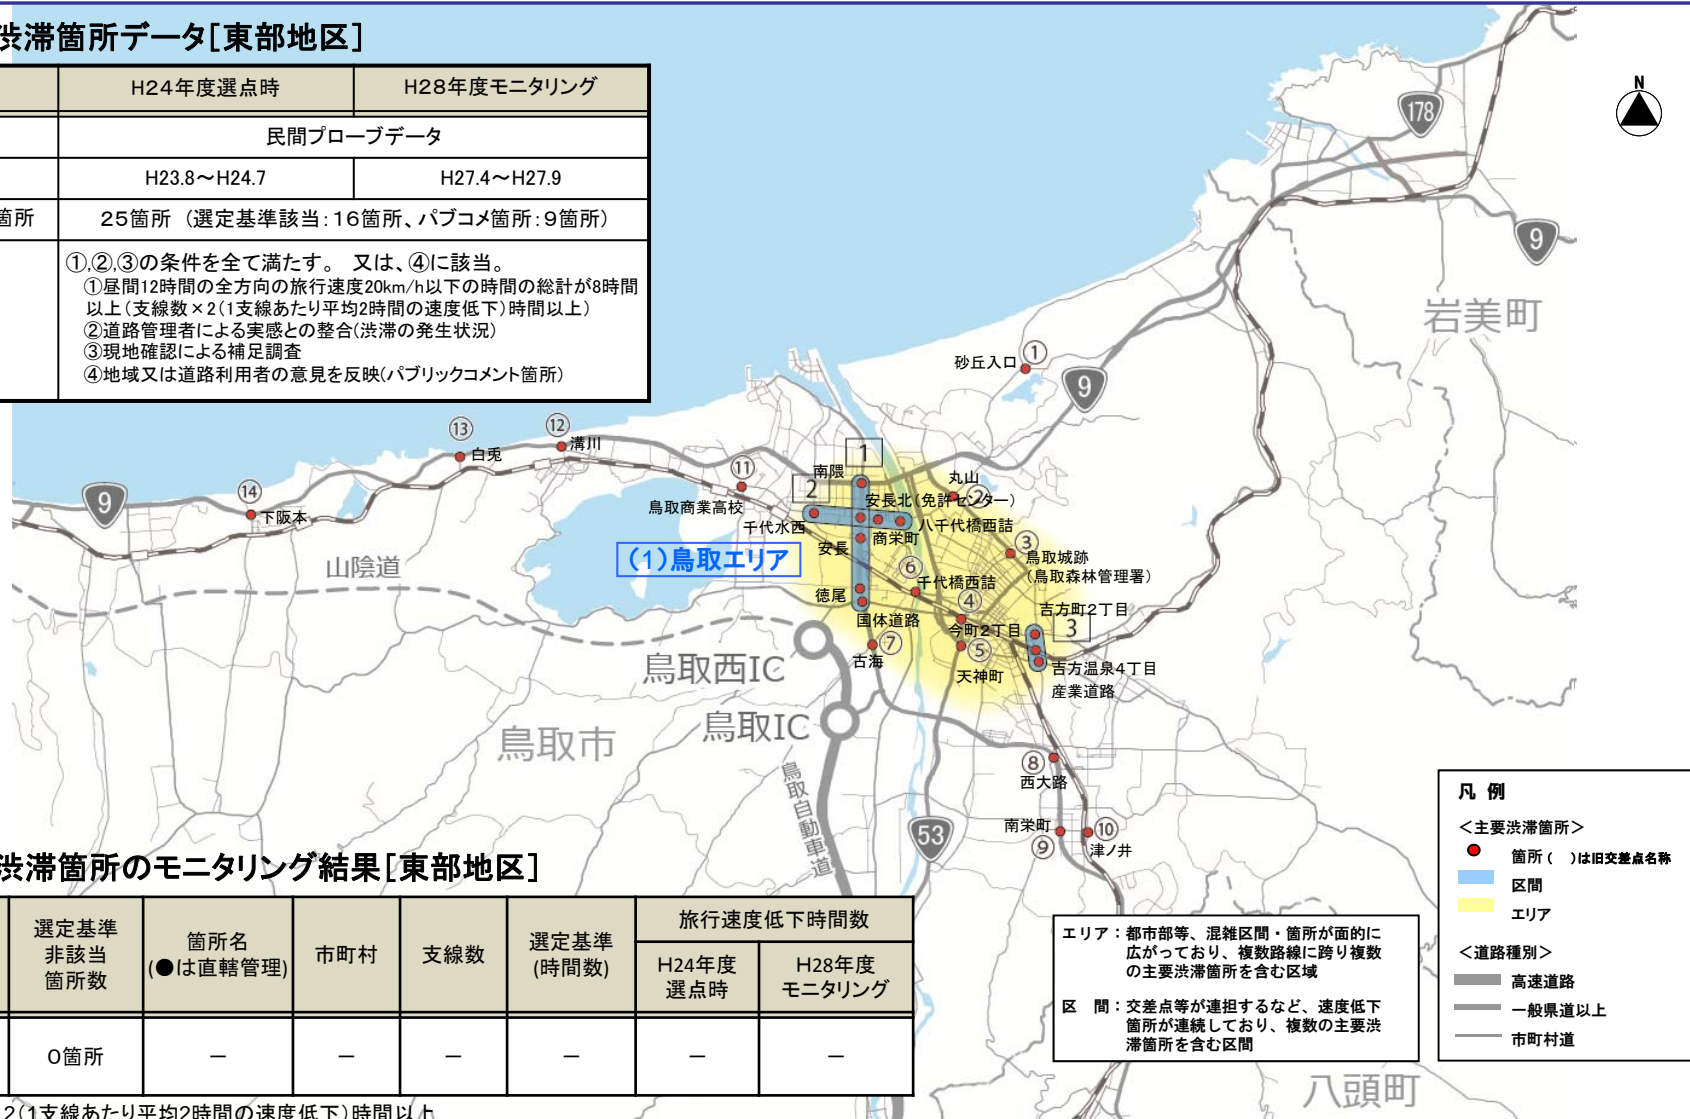 渋滞箇所データ[東部地区]
H24年度選点時
H28年度モニタリング
民間プローブデータ
H23.8～H24.7
H27.4～H27.9
箇所
25箇所 (選定基準該当:16箇所、パブコメ箇所:9箇所)
①,②,③の条件を全て満たす。 又は、④に該当。
①昼間12時間の全方向の旅行速度20km/h以下の時間の総計が8時間
以上(支線数×2(1支線あたり平均2時間の速度低下)時間以上)
②道路管理者による実感との整合(渋滞の発生状況)
③現地確認による補足調査
④地域又は道路利用者の意見を反映(パブリックコメント箇所)
N
178
9
岩美町
砂丘入口
①
9
⑬
白兎
⑫
溝川
⑪
鳥取商業高校
⑭
下阪本
9
山陰道
1
南隈
2
千代水西
丸山
②
安長北(免許センター)
八千代橋西詰
商栄町
安長
(1)鳥取エリア
③
鳥取城跡
(鳥取森林管理署)
⑥
千代橋西詰
徳尾
国体道路
④
今町2丁目
吉方町2丁目
3
⑦
古海
⑤
天神町
吉方温泉4丁目
産業道路
鳥取西IC
鳥取IC
鳥取市
鳥取自動車道
⑧
西大路
53
南栄町
⑨
⑩
津ノ井
八頭町
凡 例
<主要渋滞箇所>
箇所( )は旧交差点名称
区間
エリア
<道路種別>
高速道路
一般県道以上
市町村道
エリア:都市部等、混雑区間・箇所が面的に
広がっており、複数路線に跨り複数
の主要渋滞箇所を含む区域
区 間:交差点等が連担するなど、速度低下
箇所が連続しており、複数の主要渋
滞箇所を含む区間
渋滞箇所のモニタリング結果[東部地区]
選定基準
非該当
箇所数
箇所名
(●は直轄管理)
市町村
支線数
選定基準
(時間数)
旅行速度低下時間数
H24年度
選点時
H28年度
モニタリング
0箇所
－
－
－
－
－
－
2(1支線あたり平均2時間の速度低下)時間以上